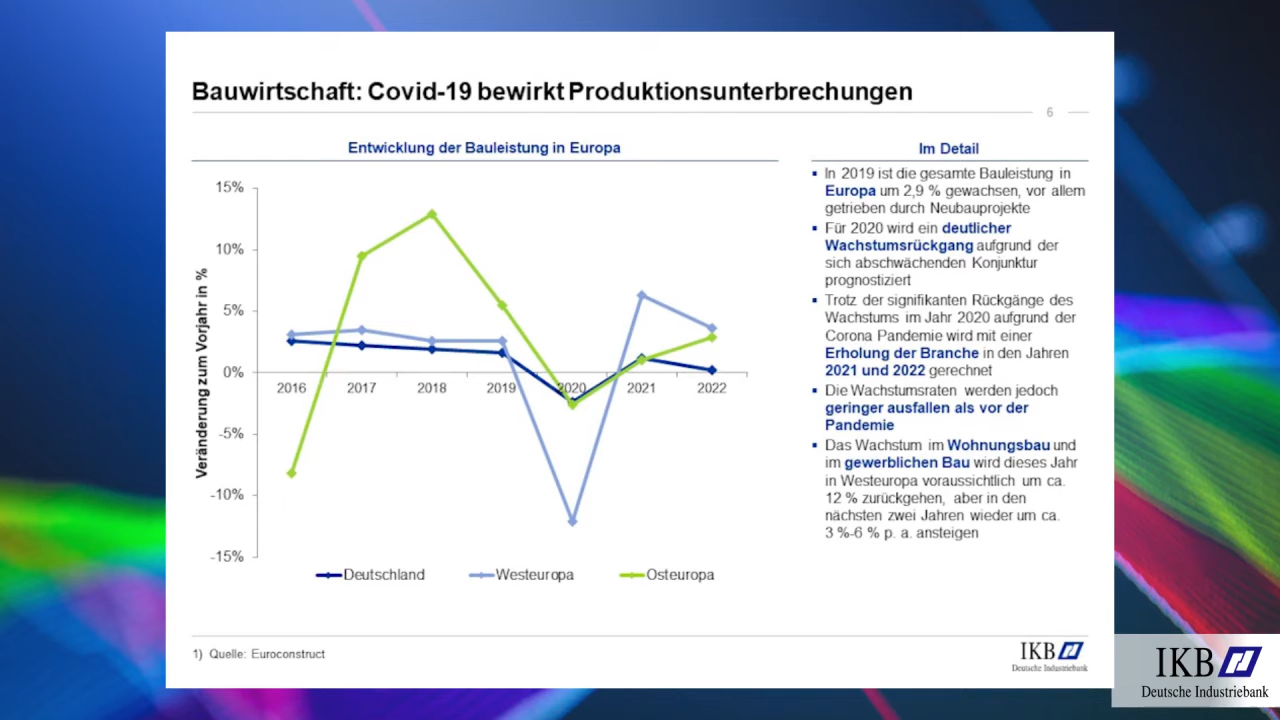 Bauwirtschaft: Covid-19 bewirkt Produktionsunterbrechungen
6
Entwicklung der Bauleistung in Europa
Veränderung zum Vorjahr in %
15%
10%
5%
0%
-5%
-10%
-15%
2016 2017 2018 2019 2020 2021 2022
Deutschland Westeuropa Osteuropa
Im Detail
▪ In 2019 ist die gesamte Bauleistung in
Europa um 2,9 % gewachsen, vor allem
getrieben durch Neubauprojekte
▪ Für 2020 wird ein deutlicher
Wachstumsrückgang aufgrund der
sich abschwächenden Konjunktur
prognostiziert
▪ Trotz der signifikanten Rückgänge des
Wachstums im Jahr 2020 aufgrund der
Corona Pandemie wird mit einer
Erholung der Branche in den Jahren
2021 und 2022 gerechnet
▪ Die Wachstumsraten werden jedoch
geringer ausfallen als vor der
Pandemie
▪ Das Wachstum im Wohnungsbau und
im gewerblichen Bau wird dieses Jahr
in Westeuropa voraussichtlich um ca.
12 % zurückgehen, aber in den
nächsten zwei Jahren wieder um ca.
3 %-6 % p. a. ansteigen
1) Quelle: Euroconstruct
IKB
Deutsche Industriebank
IKB
Deutsche Industriebank